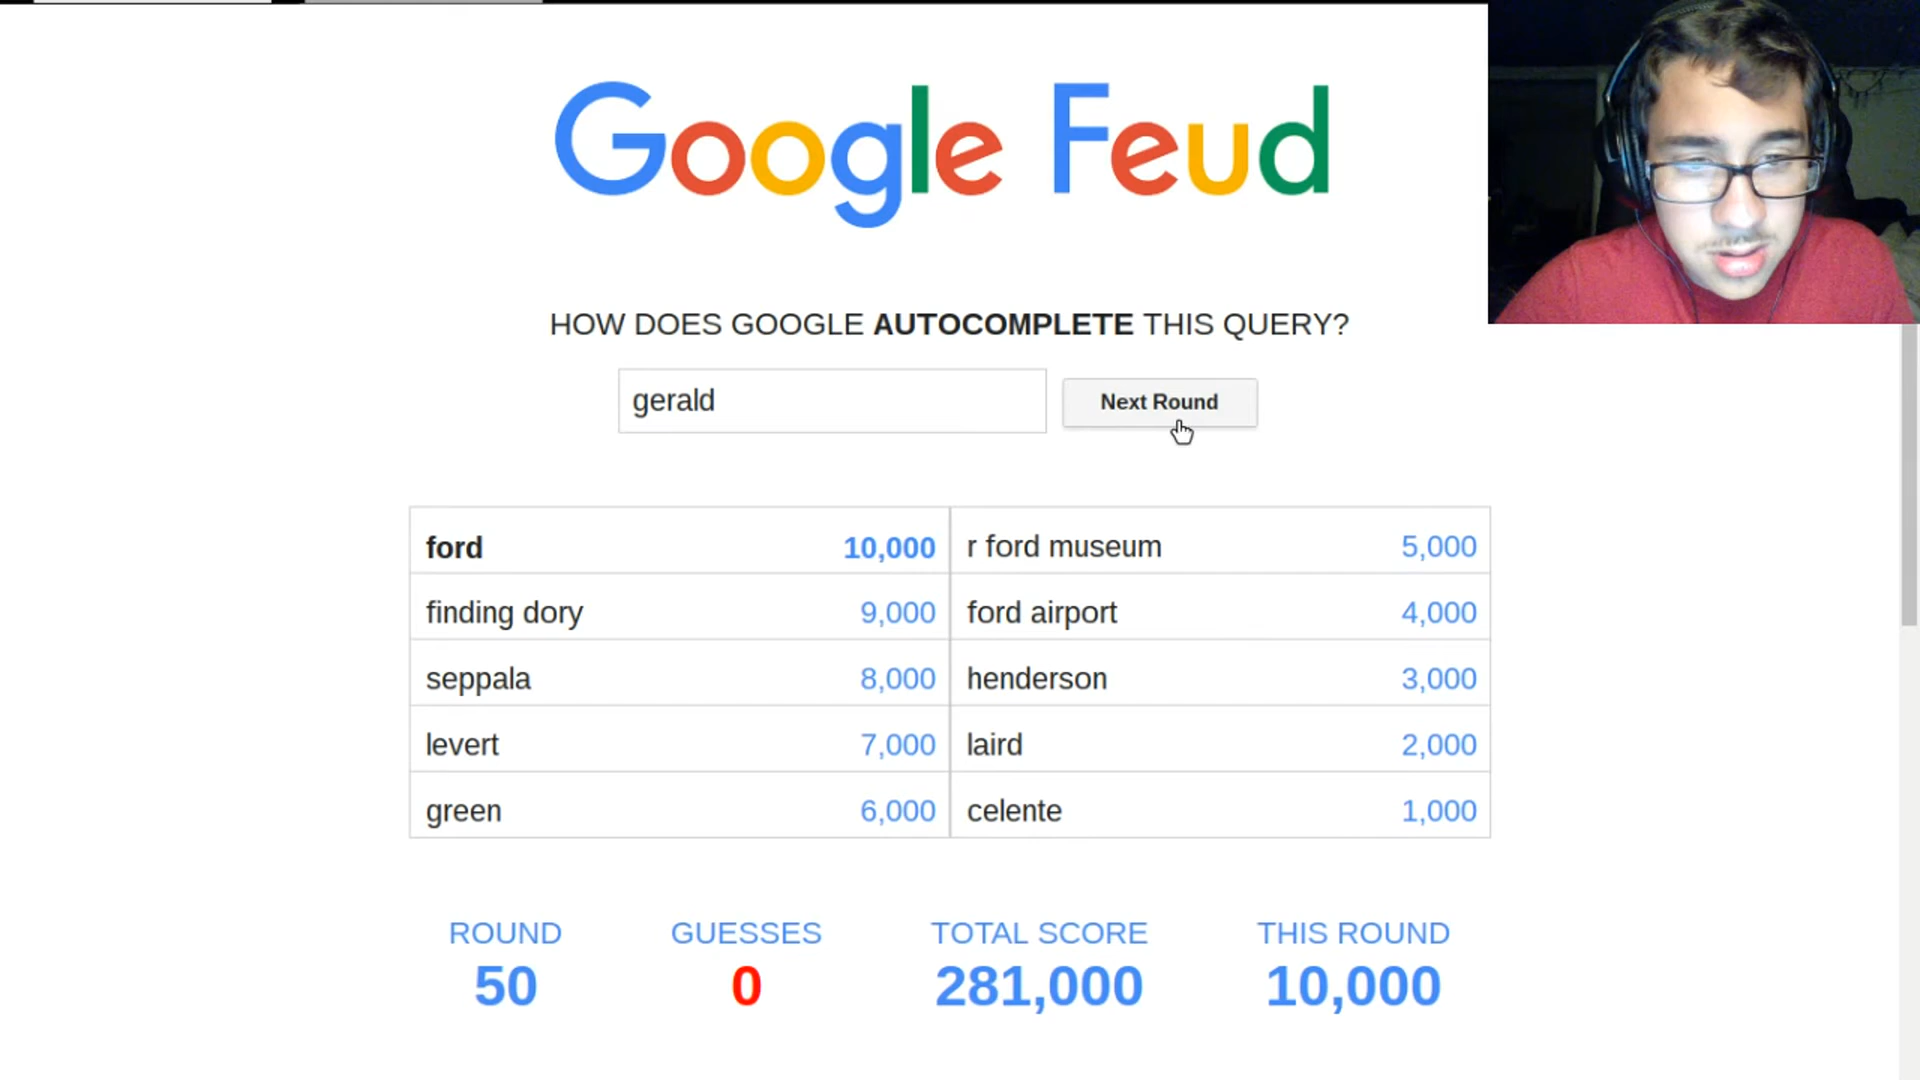 Google Feud
HOW DOES GOOGLE AUTOCOMPLETE THIS QUERY?
gerald
Next Round
ford 10,000 r ford museum 5,000
finding dory 9,000 ford airport 4,000
seppala 8,000 henderson 3,000
levert 7,000 laird 2,000
green 6,000 celente 1,000
ROUND GUESSES TOTAL SCORE THIS ROUND
50 0 281,000 10,000